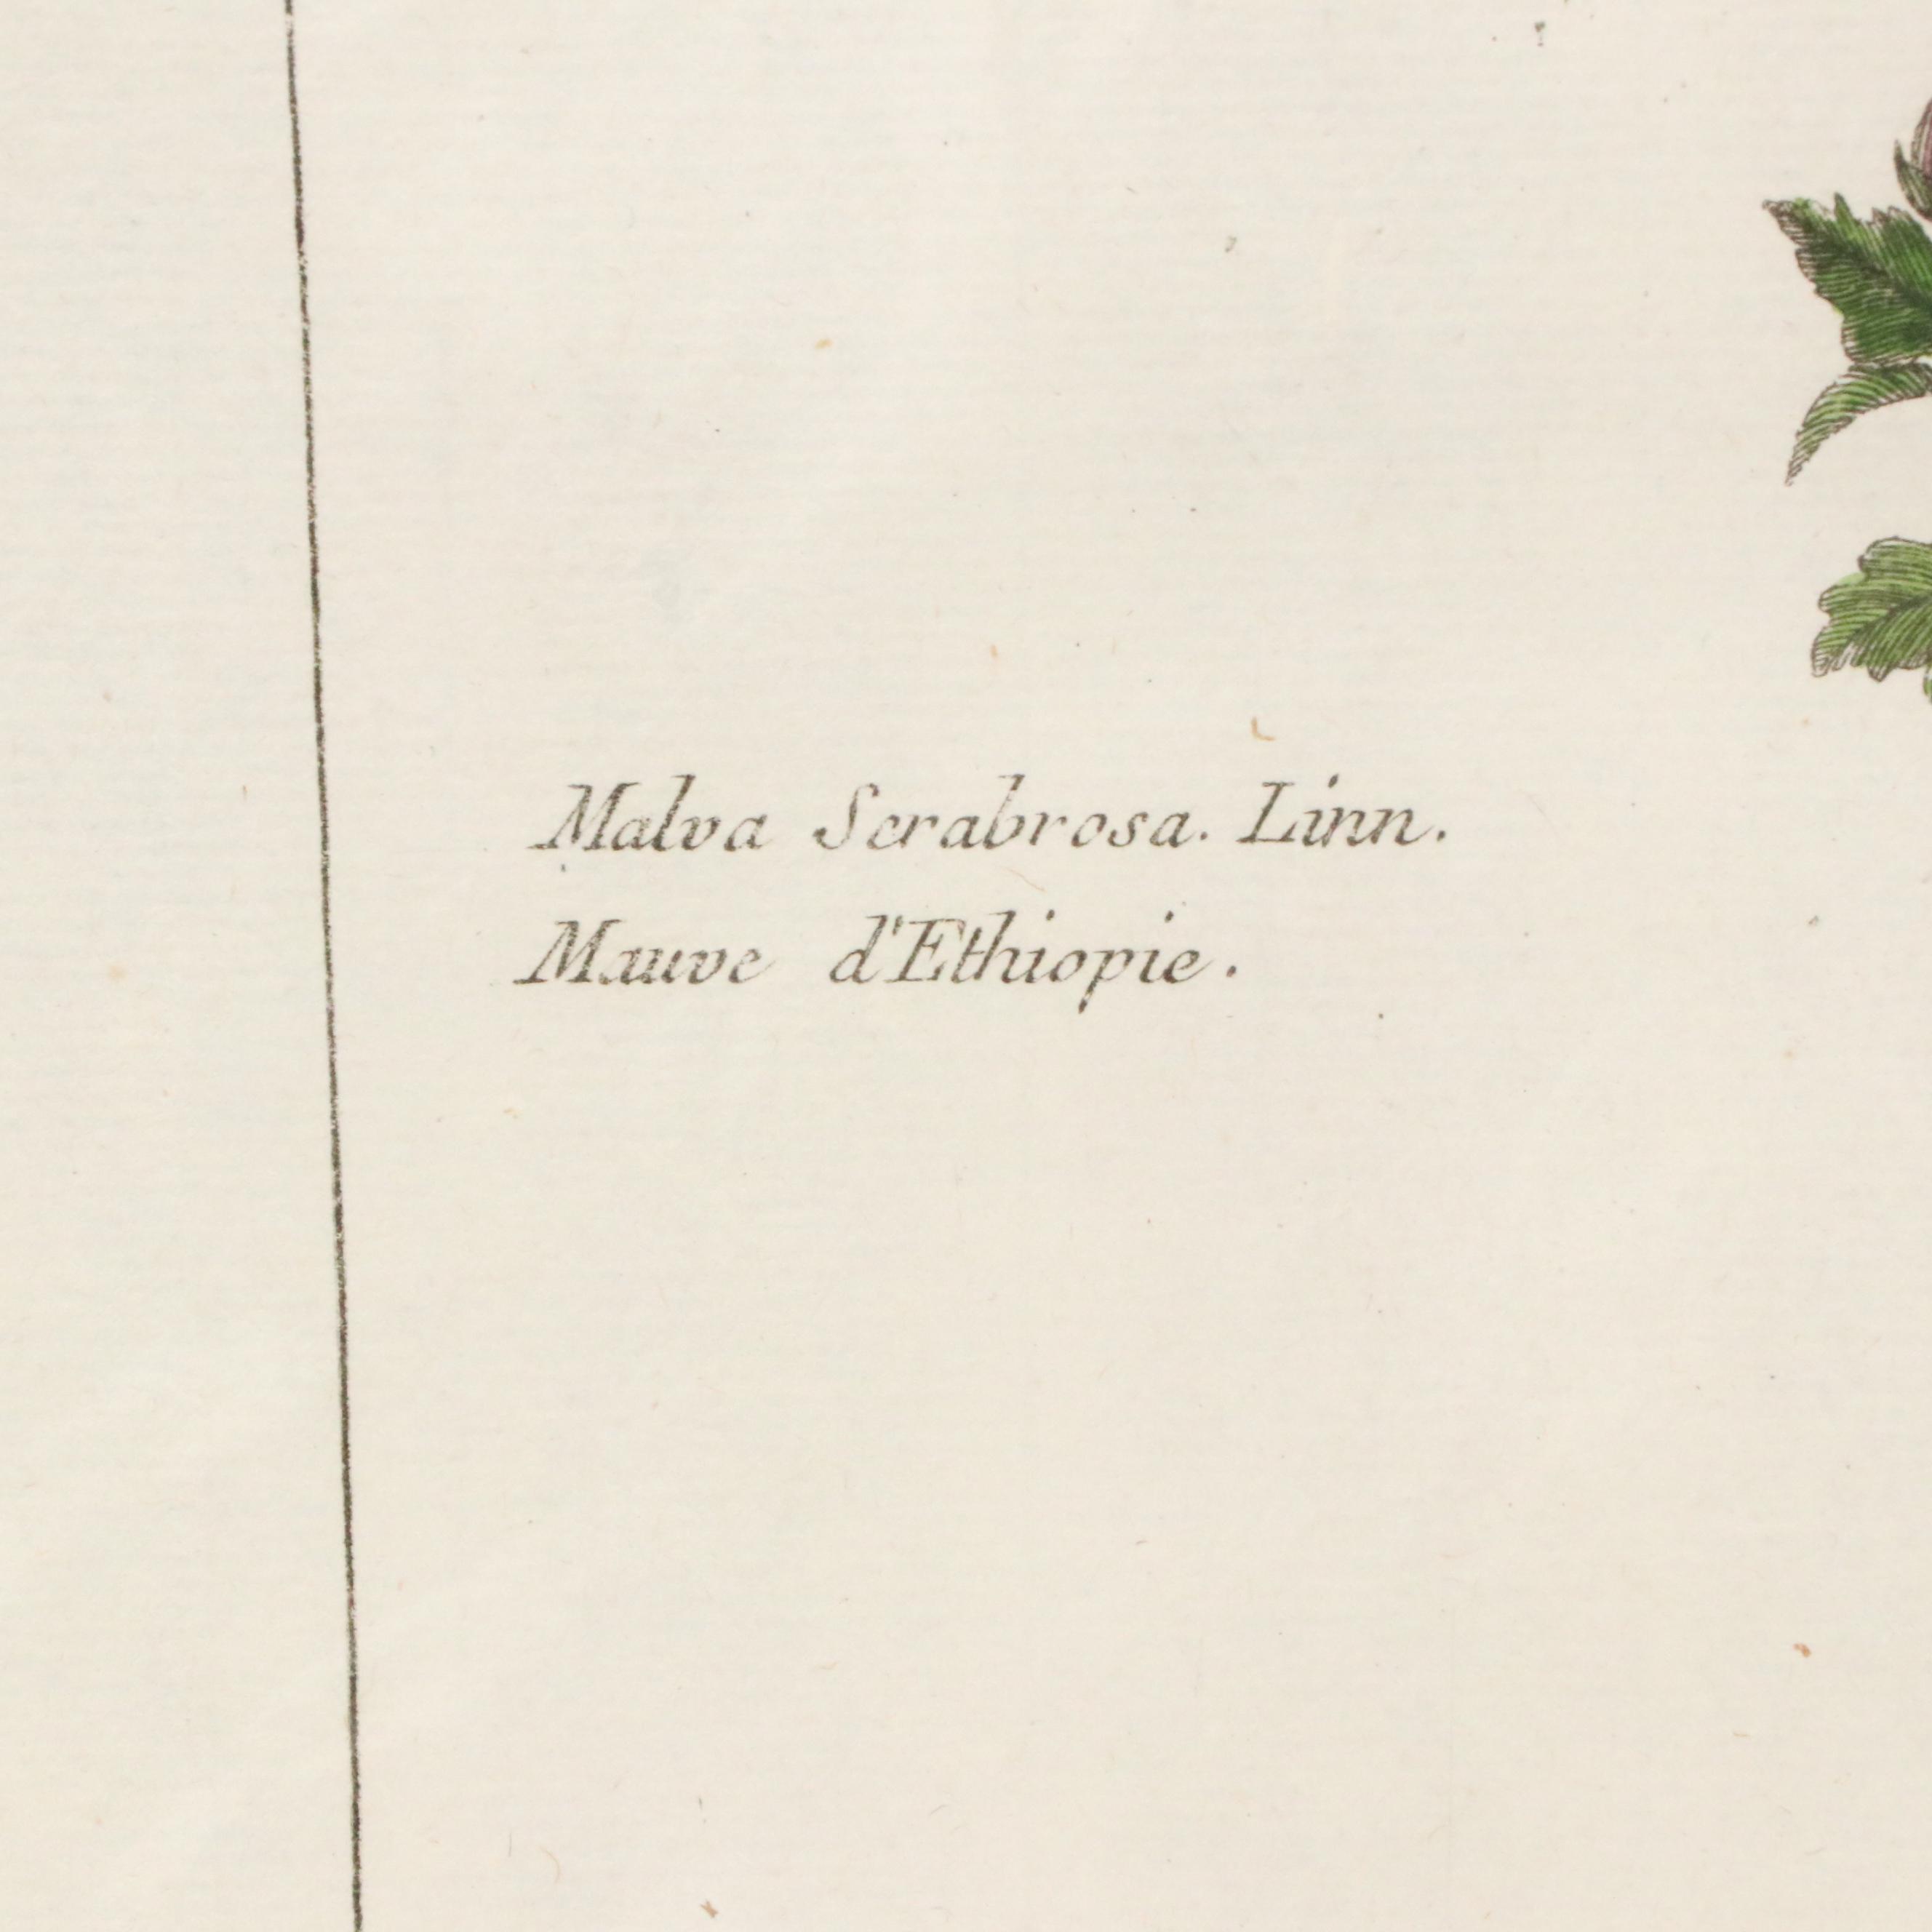 Malva Scrabrosa. Linn.
Mauve d'Ethiopie.